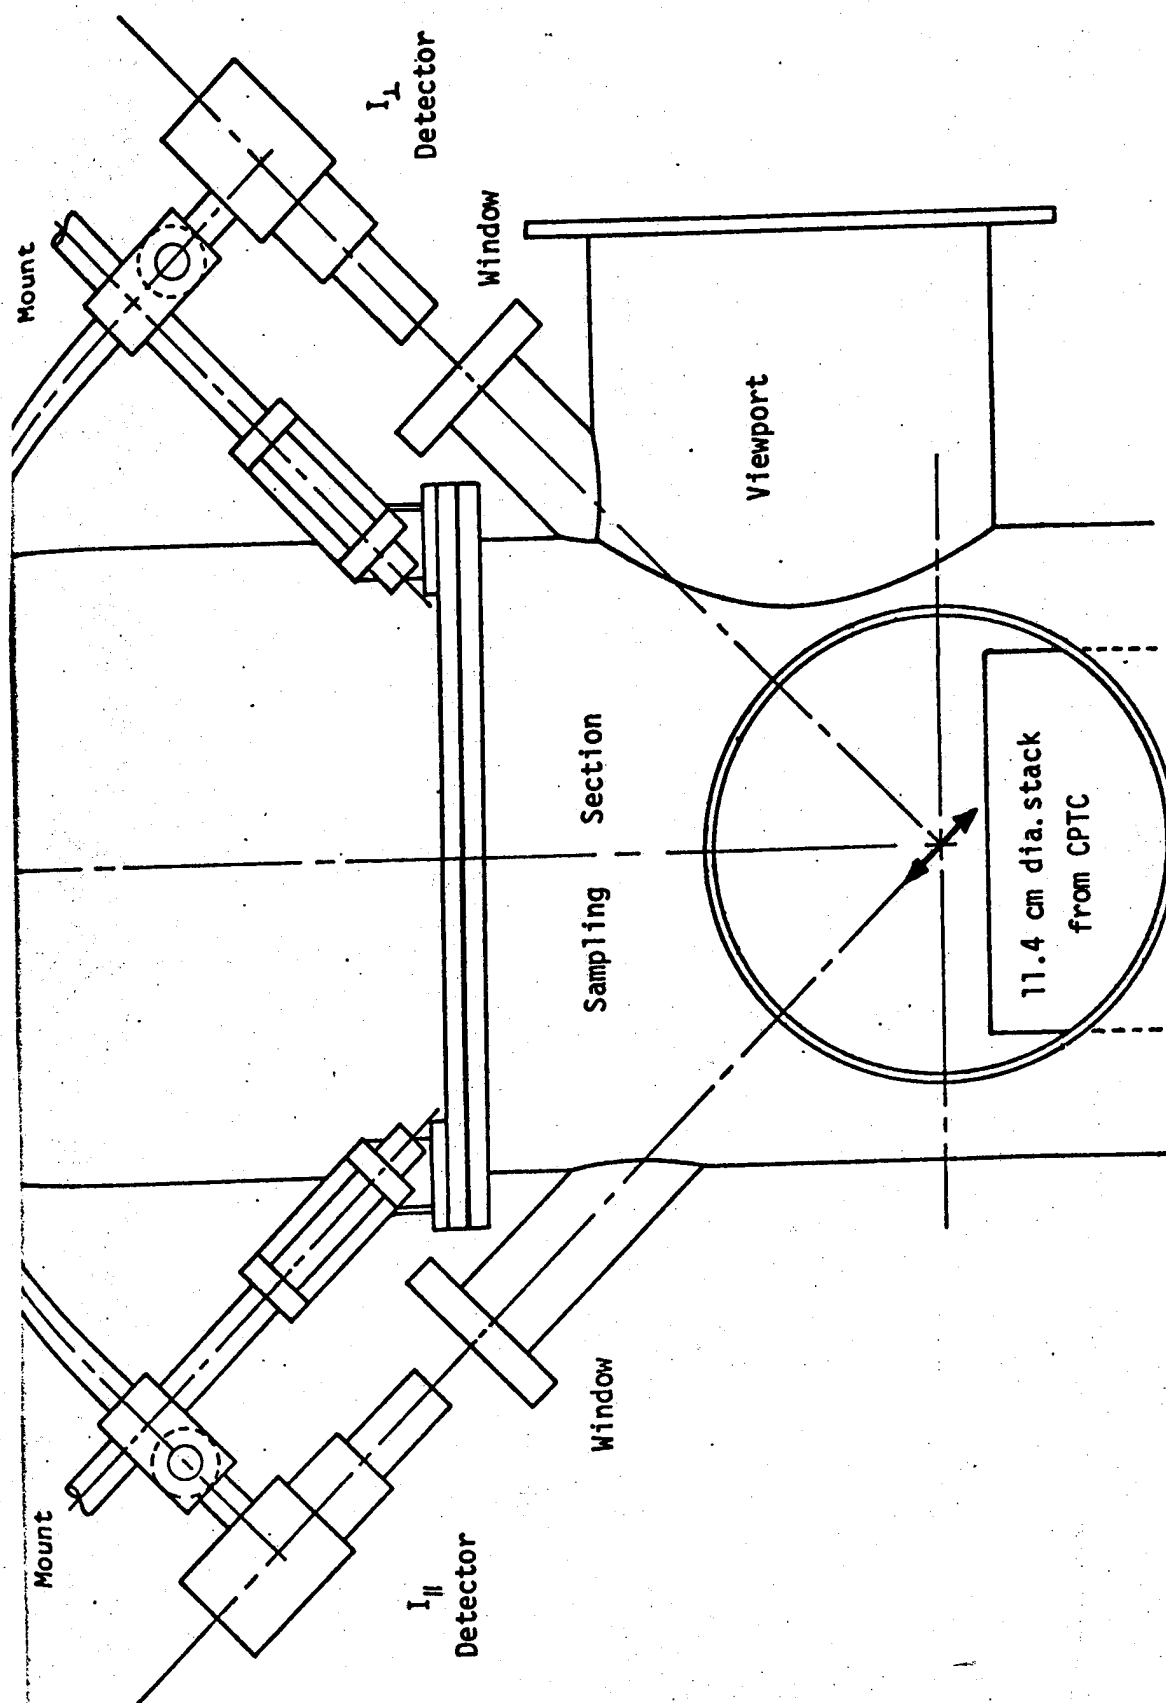 Mount
I∥
Detector
Window
Sampling Section
11.4 cm dia. stack
from CPTC
Viewport
Window
Mount
I⊥
Detector